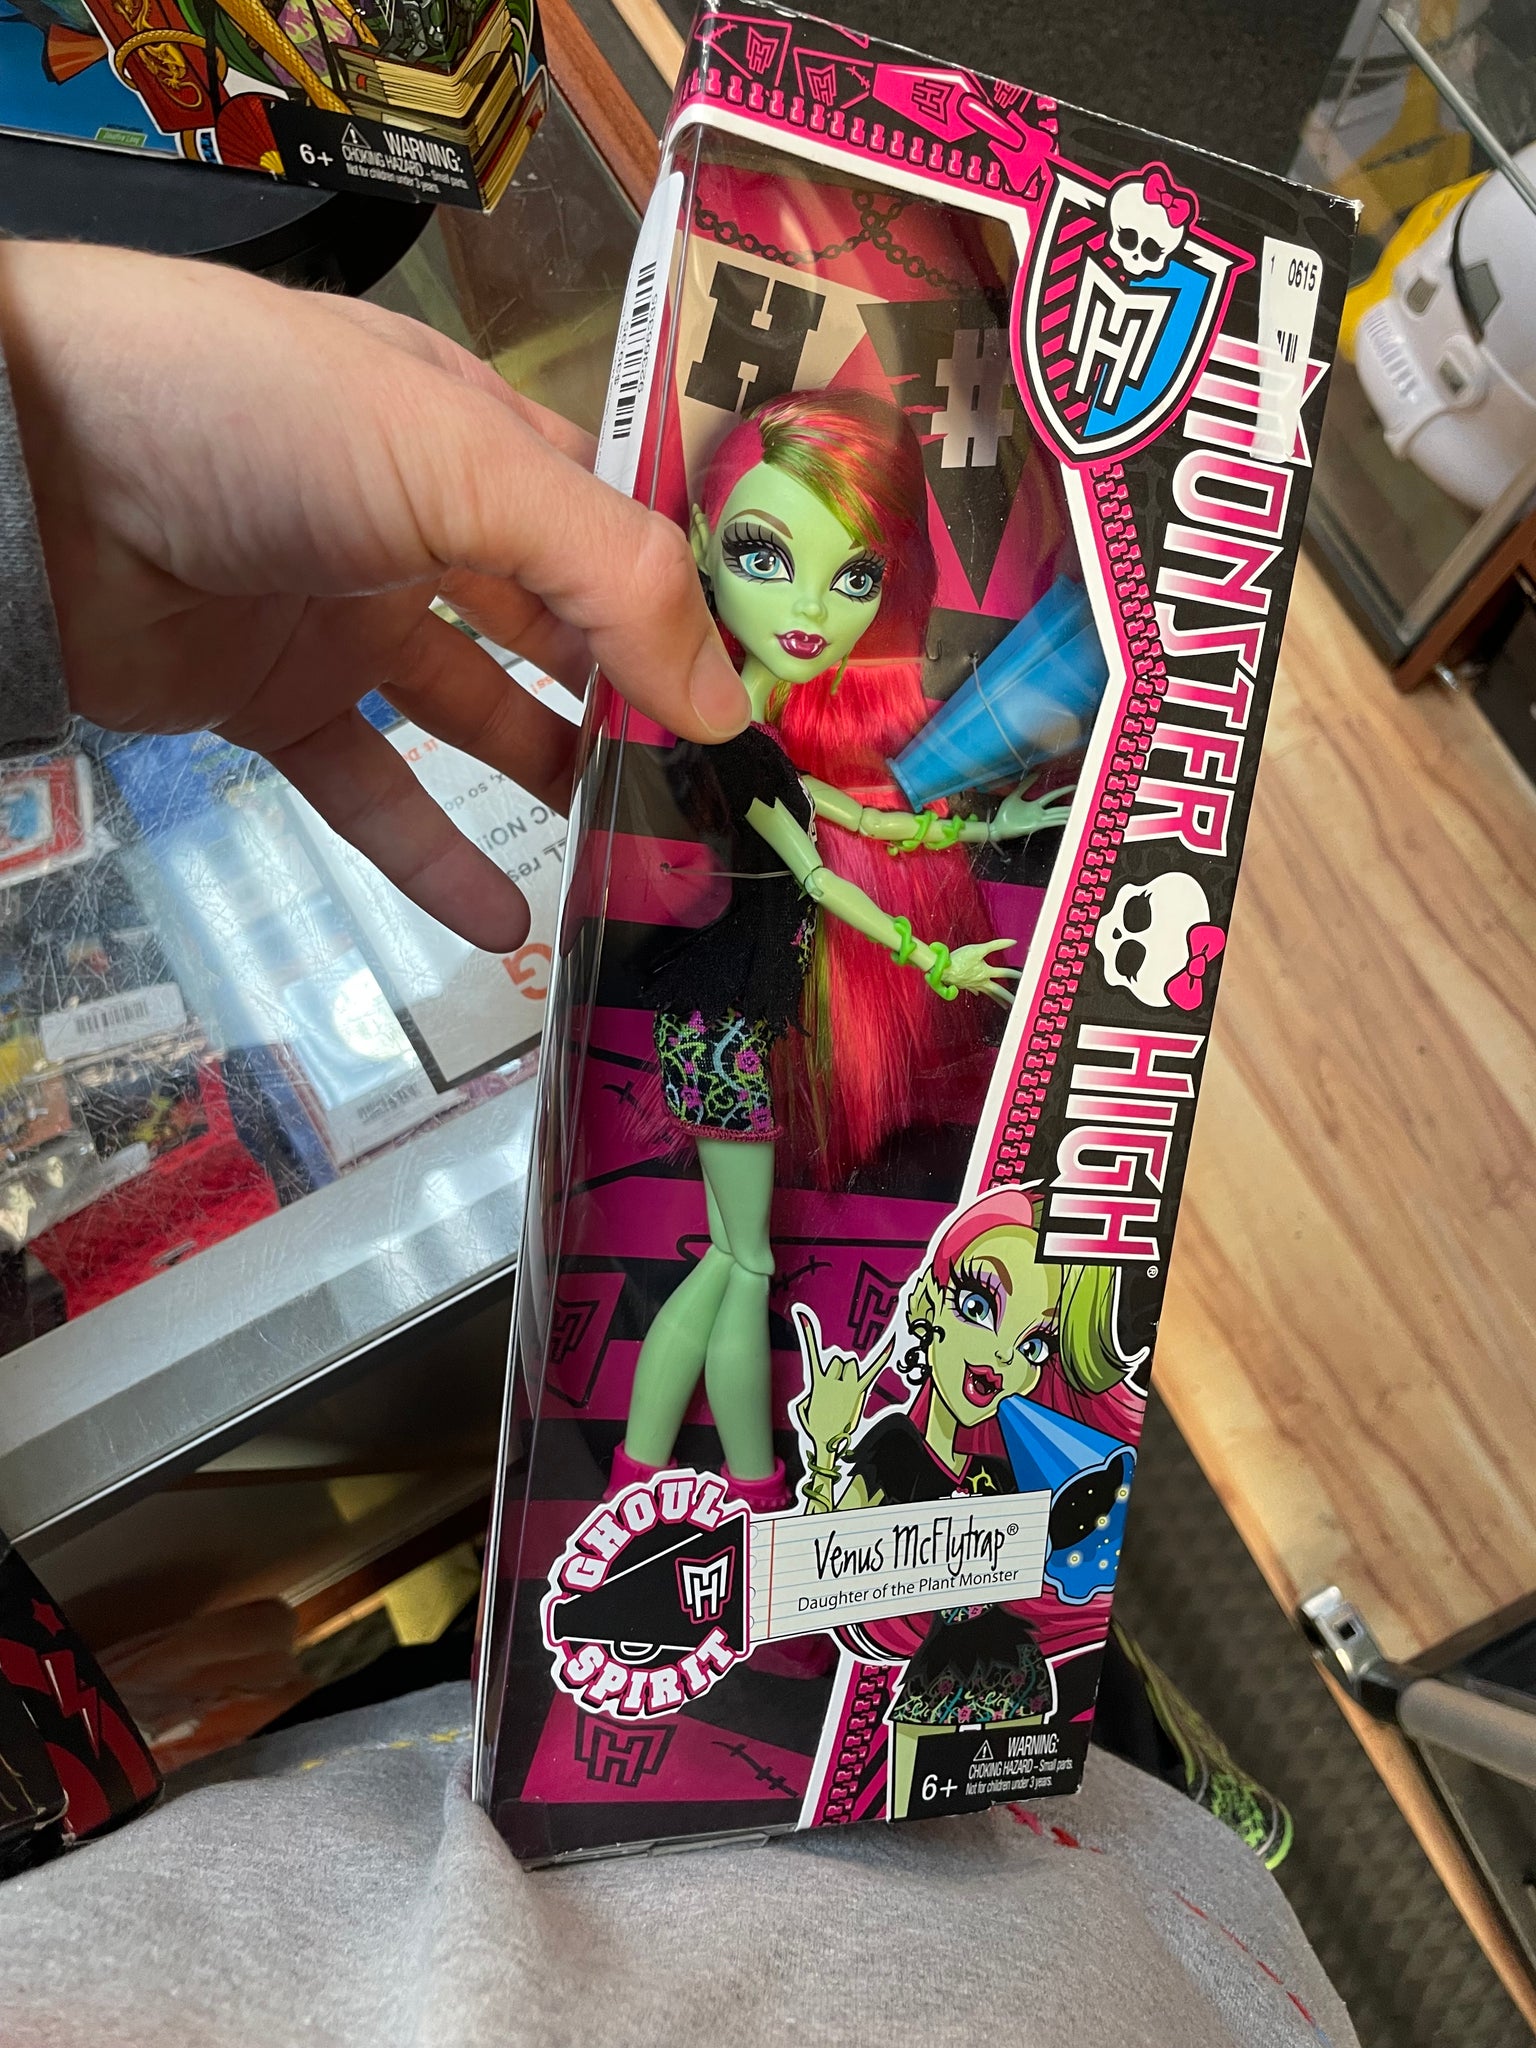 6+
WARNING:
CHOKING HAZARD - Small parts.
Not for children under 3 years.
1 0615
MONSTER HIGH®
H
#
GHOUL
SPIRIT
Venus McFlytrap®
Daughter of the Plant Monster
6+
WARNING:
CHOKING HAZARD - Small parts.
Not for children under 3 years.